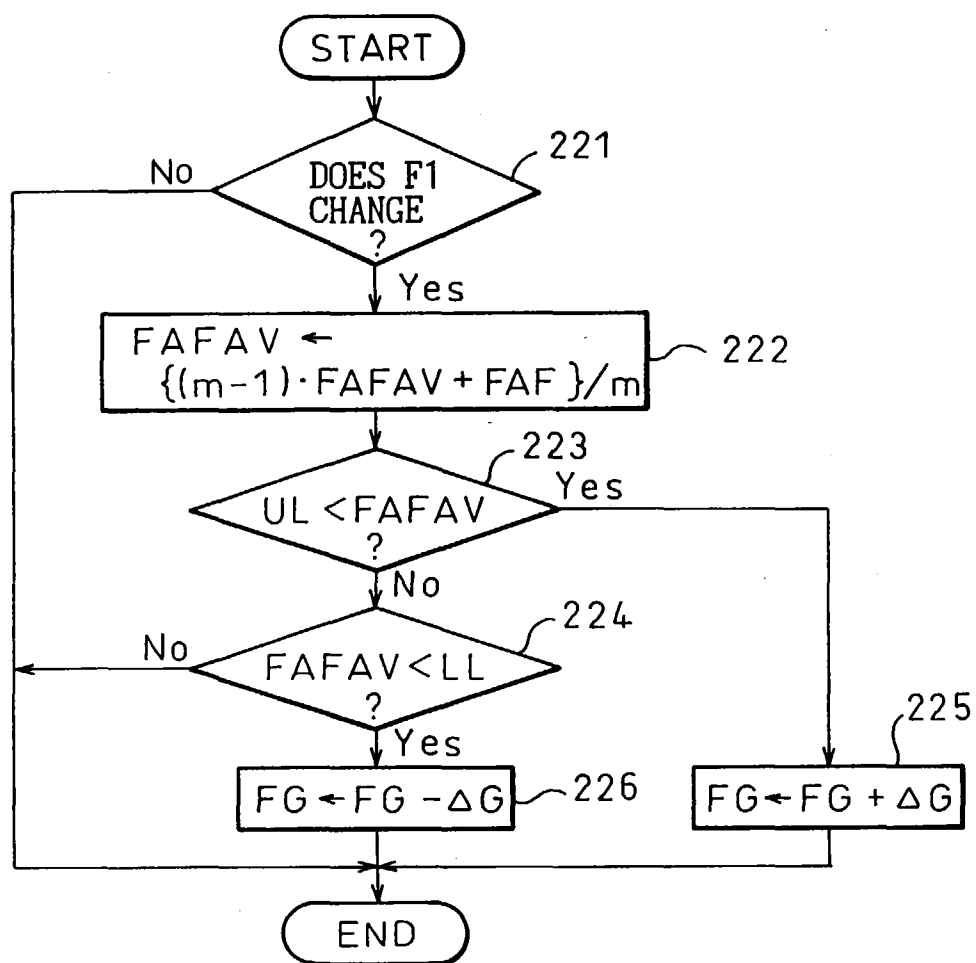 START
221
No
DOES F1
CHANGE
?
Yes
FAFAV ←
{(m-1)·FAFAV + FAF}/m
222
223
UL < FAFAV
?
Yes
No
224
No
FAFAV < LL
?
Yes
225
FG ← FG - ΔG
226
FG ← FG + ΔG
END